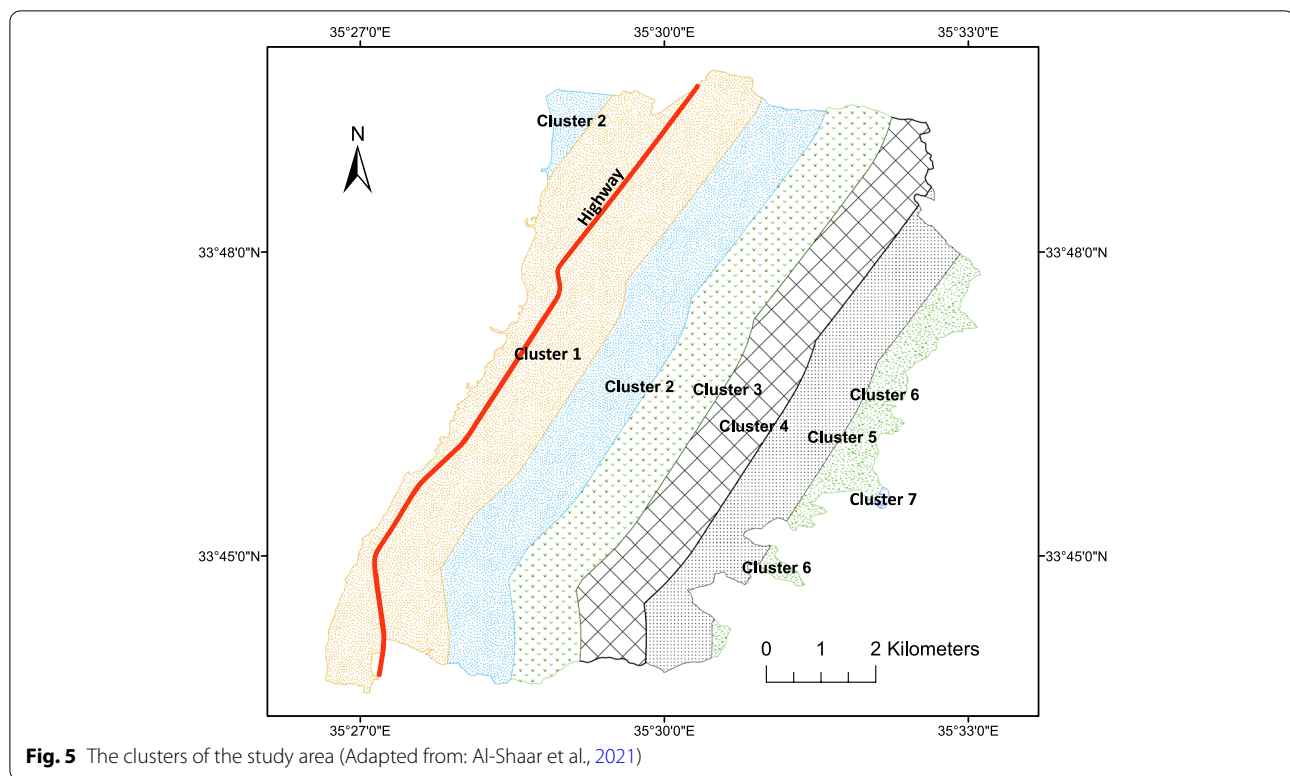 35°27'0"E 35°30'0"E 35°33'0"E
Cluster 2
N
Highway
33°48'0"N 33°48'0"N
Cluster 1
Cluster 2
Cluster 3
Cluster 6
Cluster 4
Cluster 5
Cluster 7
33°45'0"N 33°45'0"N
Cluster 6
0 1 2 Kilometers
35°27'0"E 35°30'0"E 35°33'0"E
Fig. 5 The clusters of the study area (Adapted from: Al-Shaar et al., 2021)